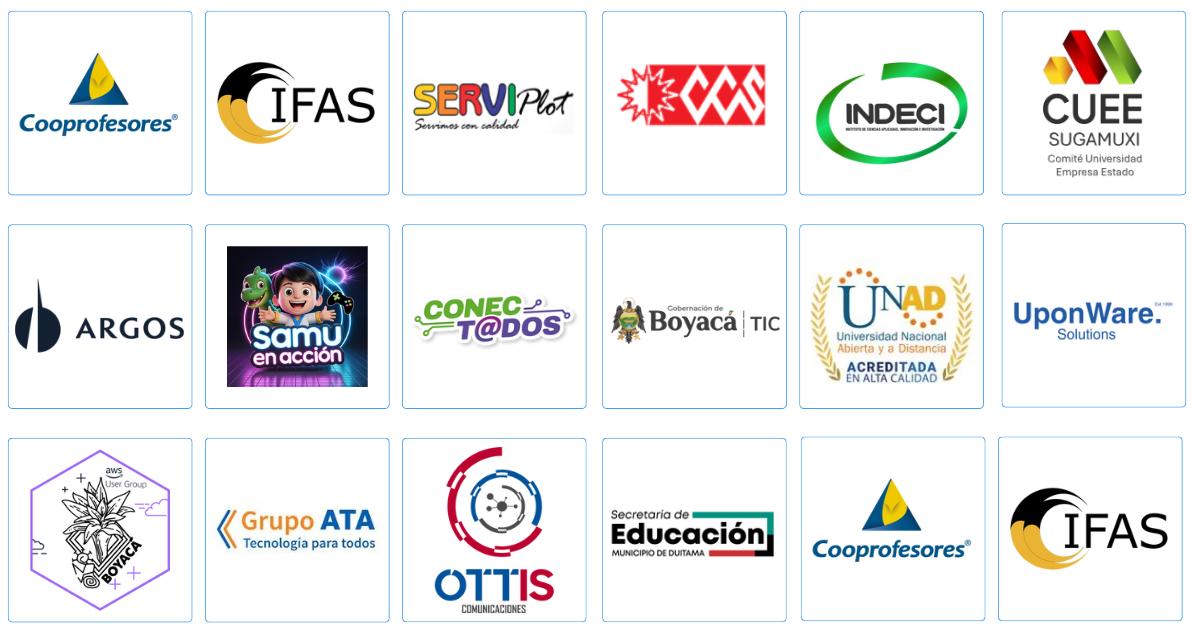 Cooprofesores®
IFAS
SERVIPlot
Servimos con calidad
CCS
INDECI
INSTITUTO DE CIENCIAS APLICADAS, INNOVACIÓN E INVESTIGACIÓN
CUEE
SUGAMUXI
Comité Universidad
Empresa Estado
ARGOS
Samu
en acción
CONEC
T@DOS
Gobernación de
Boyacá TIC
UNAD
Universidad Nacional
Abierta y a Distancia
ACREDITADA
EN ALTA CALIDAD
UponWare.
Est 1999
Solutions
aws
User Group
BOYACÁ
Grupo ATA
Tecnología para todos
OTTIS
COMUNICACIONES
Secretaría de
Educación
MUNICIPIO DE DUITAMA
Cooprofesores®
IFAS